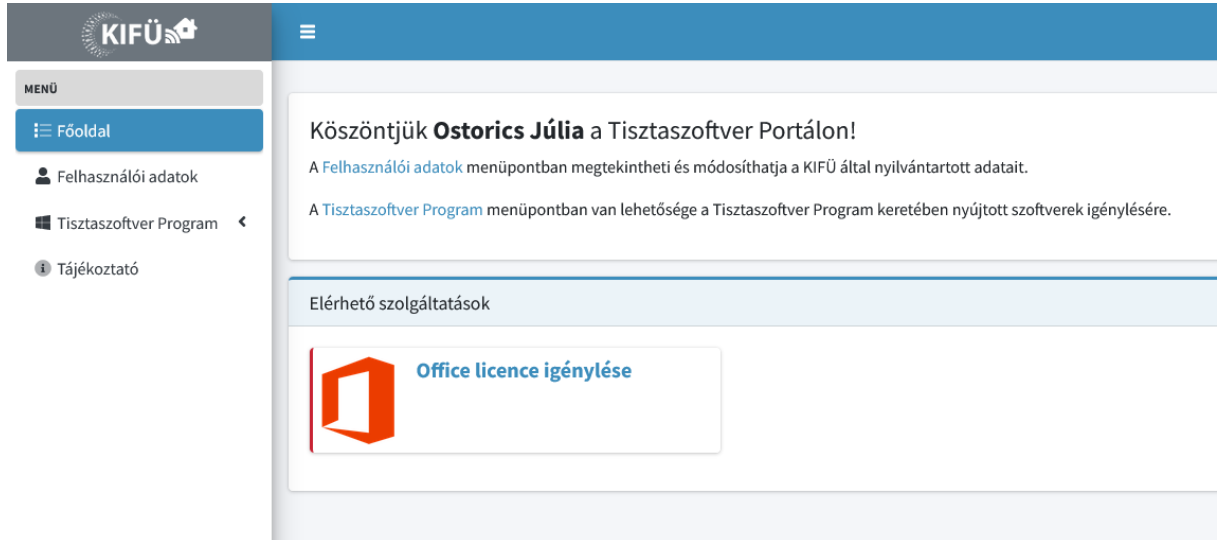 KIFÜ
MENÜ
Főoldal
Felhasználói adatok
Tisztaszoftver Program
Tájékoztató
Köszöntjük Ostorics Júlia a Tisztaszoftver Portálon!
A Felhasználói adatok menüpontban megtekintheti és módosíthatja a KIFÜ által nyilvántartott adatait.
A Tisztaszoftver Program menüpontban van lehetősége a Tisztaszoftver Program keretében nyújtott szoftverek igénylésére.
Elérhető szolgáltatások
Office licence igénylése